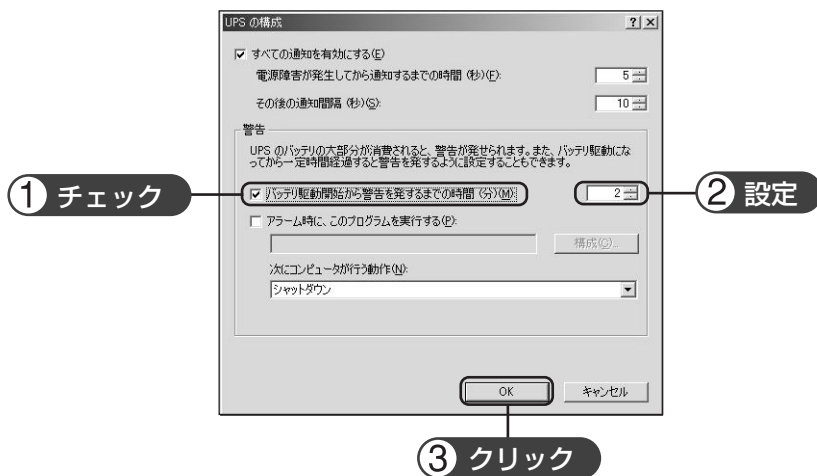 UPS の構成
すべての通知を有効にする(E)
電源障害が発生してから通知するまでの時間 (秒)(F): 5
その後の通知間隔 (秒)(S): 10
警告
UPS のバッテリの大部分が消費されると、警告が発せられます。また、バッテリ駆動にな
ってから一定時間経過すると警告を発するように設定することもできます。
① チェック
バッテリ駆動開始から警告を発するまでの時間 (分)(M): 2
② 設定
アラーム時に、このプログラムを実行する(P):
構成(C)...
次にコンピュータが行う動作(N):
シャットダウン
OK キャンセル
③ クリック